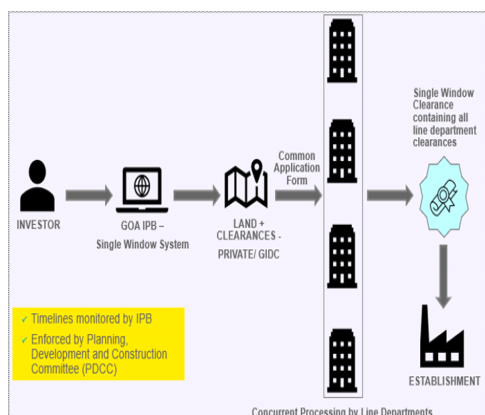 INVESTOR
GOA IPB –
Single Window System
LAND +
CLEARANCES -
PRIVATE/ GIDC
Common
Application
Form
Single Window
Clearance
containing all
line department
clearances
ESTABLISHMENT
✓ Timelines monitored by IPB
✓ Enforced by Planning,
Development and Construction
Committee (PDCC)
Concurrent Processing by Line Departments